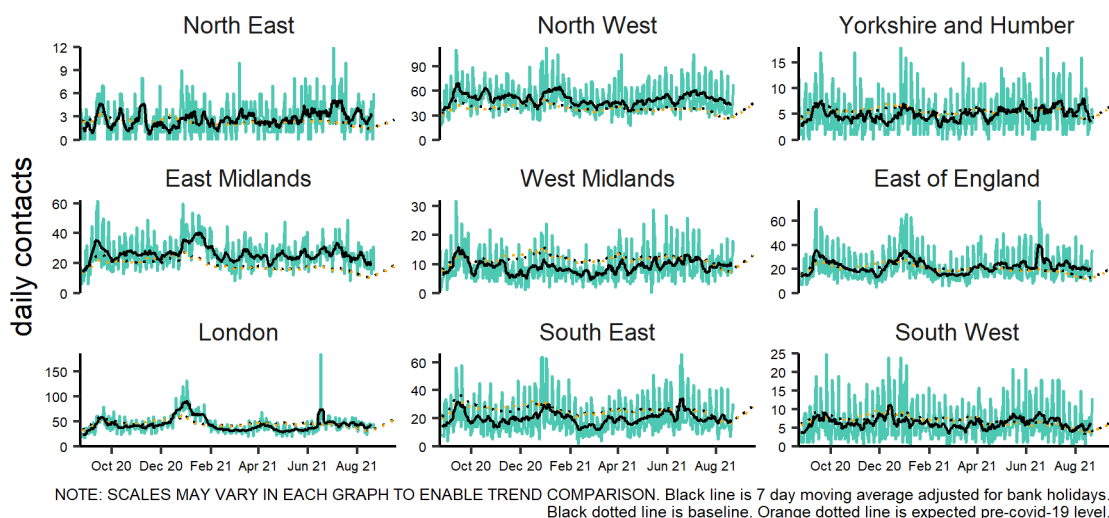 North East
North West
Yorkshire and Humber
12
9
6
3
0
90
60
30
0
15
10
5
0
East Midlands
West Midlands
East of England
60
40
20
0
30
20
10
0
60
40
20
0
daily contacts
London
South East
South West
150
100
50
0
60
40
20
0
25
20
15
10
5
0
Oct 20 Dec 20 Feb 21 Apr 21 Jun 21 Aug 21
Oct 20 Dec 20 Feb 21 Apr 21 Jun 21 Aug 21
Oct 20 Dec 20 Feb 21 Apr 21 Jun 21 Aug 21
NOTE: SCALES MAY VARY IN EACH GRAPH TO ENABLE TREND COMPARISON. Black line is 7 day moving average adjusted for bank holidays.
Black dotted line is baseline. Orange dotted line is expected pre-covid-19 level.